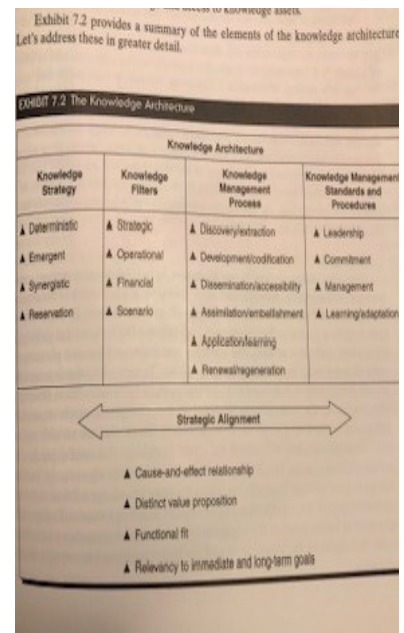 access to knowledge assets.
Exhibit 7.2 provides a summary of the elements of the knowledge architecture
Let's address these in greater detail.
EXHIBIT 7.2 The Knowledge Architecture
Knowledge Architecture
Knowledge Strategy
▲ Deterministic
▲ Emergent
▲ Synergistic
▲ Reservation
Knowledge Filters
▲ Strategic
▲ Operational
▲ Financial
▲ Scenario
Knowledge Management Process
▲ Discovery/extraction
▲ Development/codification
▲ Dissemination/accessibility
▲ Assimilation/embellishment
▲ Application/learning
▲ Renewal/regeneration
Knowledge Management Standards and Procedures
▲ Leadership
▲ Commitment
▲ Management
▲ Learning/adaptation
Strategic Alignment
▲ Cause-and-effect relationship
▲ Distinct value proposition
▲ Functional fit
▲ Relevancy to immediate and long-term goals